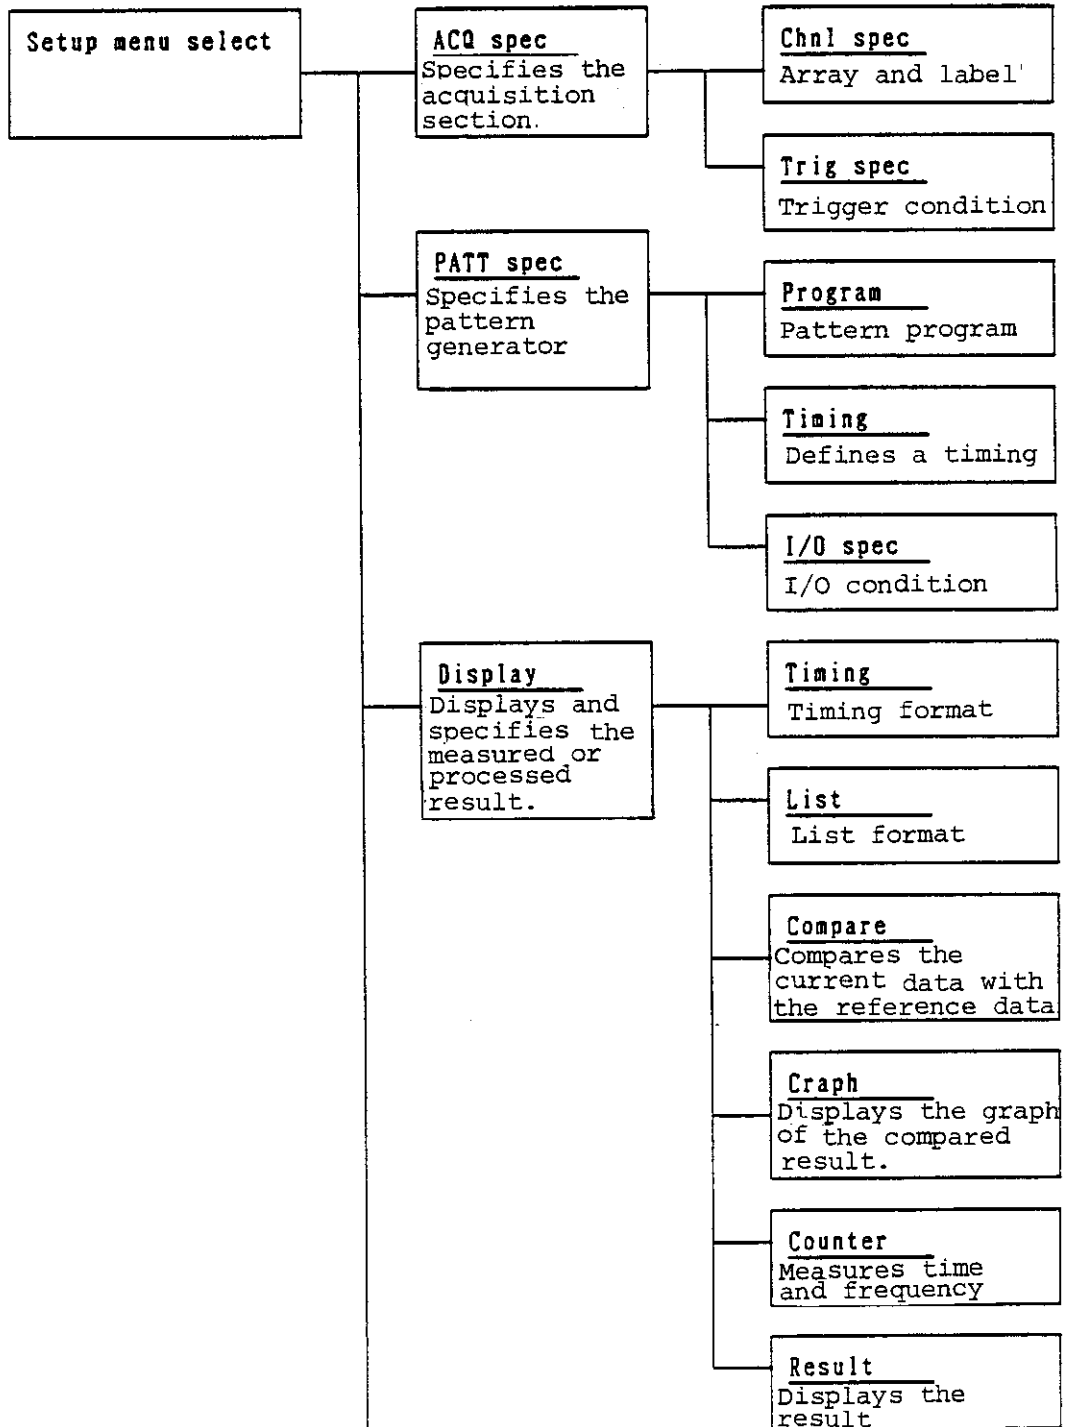 Setup menu select
ACQ spec
Specifies the
acquisition
section.
Chnl spec
Array and label
Trig spec
Trigger condition
PATT spec
Specifies the
pattern
generator
Program
Pattern program
Timing
Defines a timing
I/O spec
I/O condition
Display
Displays and
specifies the
measured or
processed
result.
Timing
Timing format
List
List format
Compare
Compares the
current data with
the reference data
Craph
Displays the graph
of the compared
result.
Counter
Measures time
and frequency
Result
Displays the
result